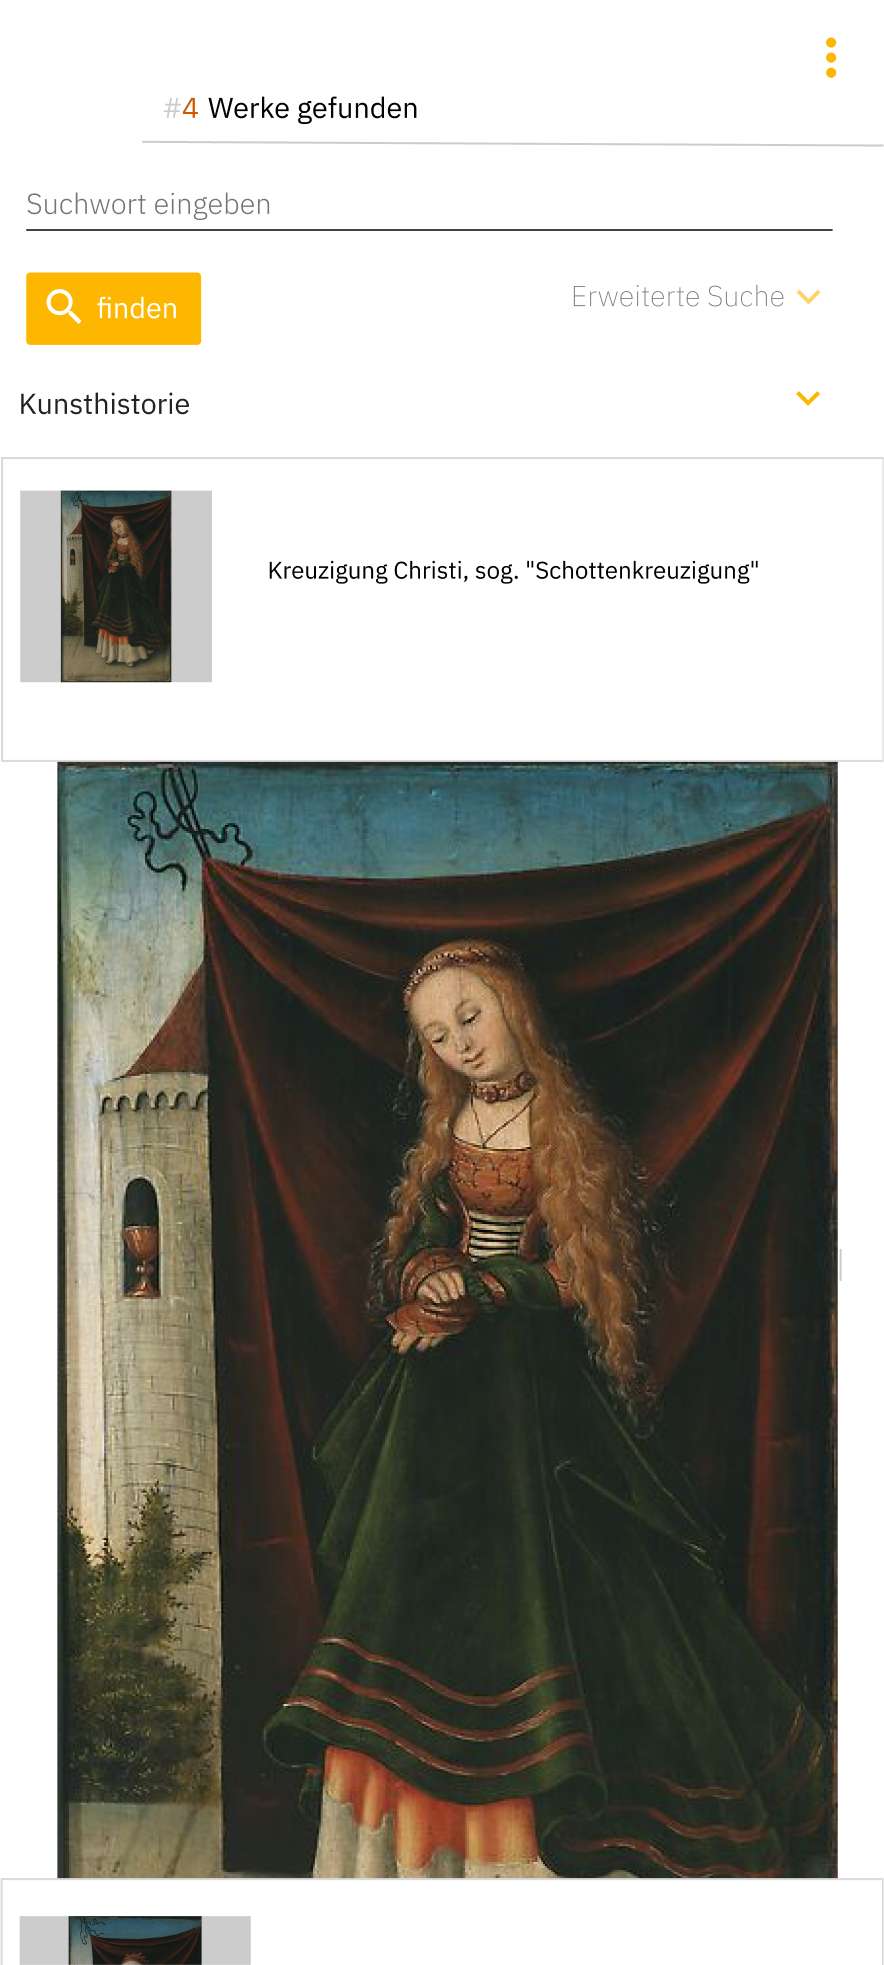 #4 Werke gefunden
Suchwort eingeben
finden
Erweiterte Suche
Kunsthistorie
Kreuzigung Christi, sog. "Schottenkreuzigung"